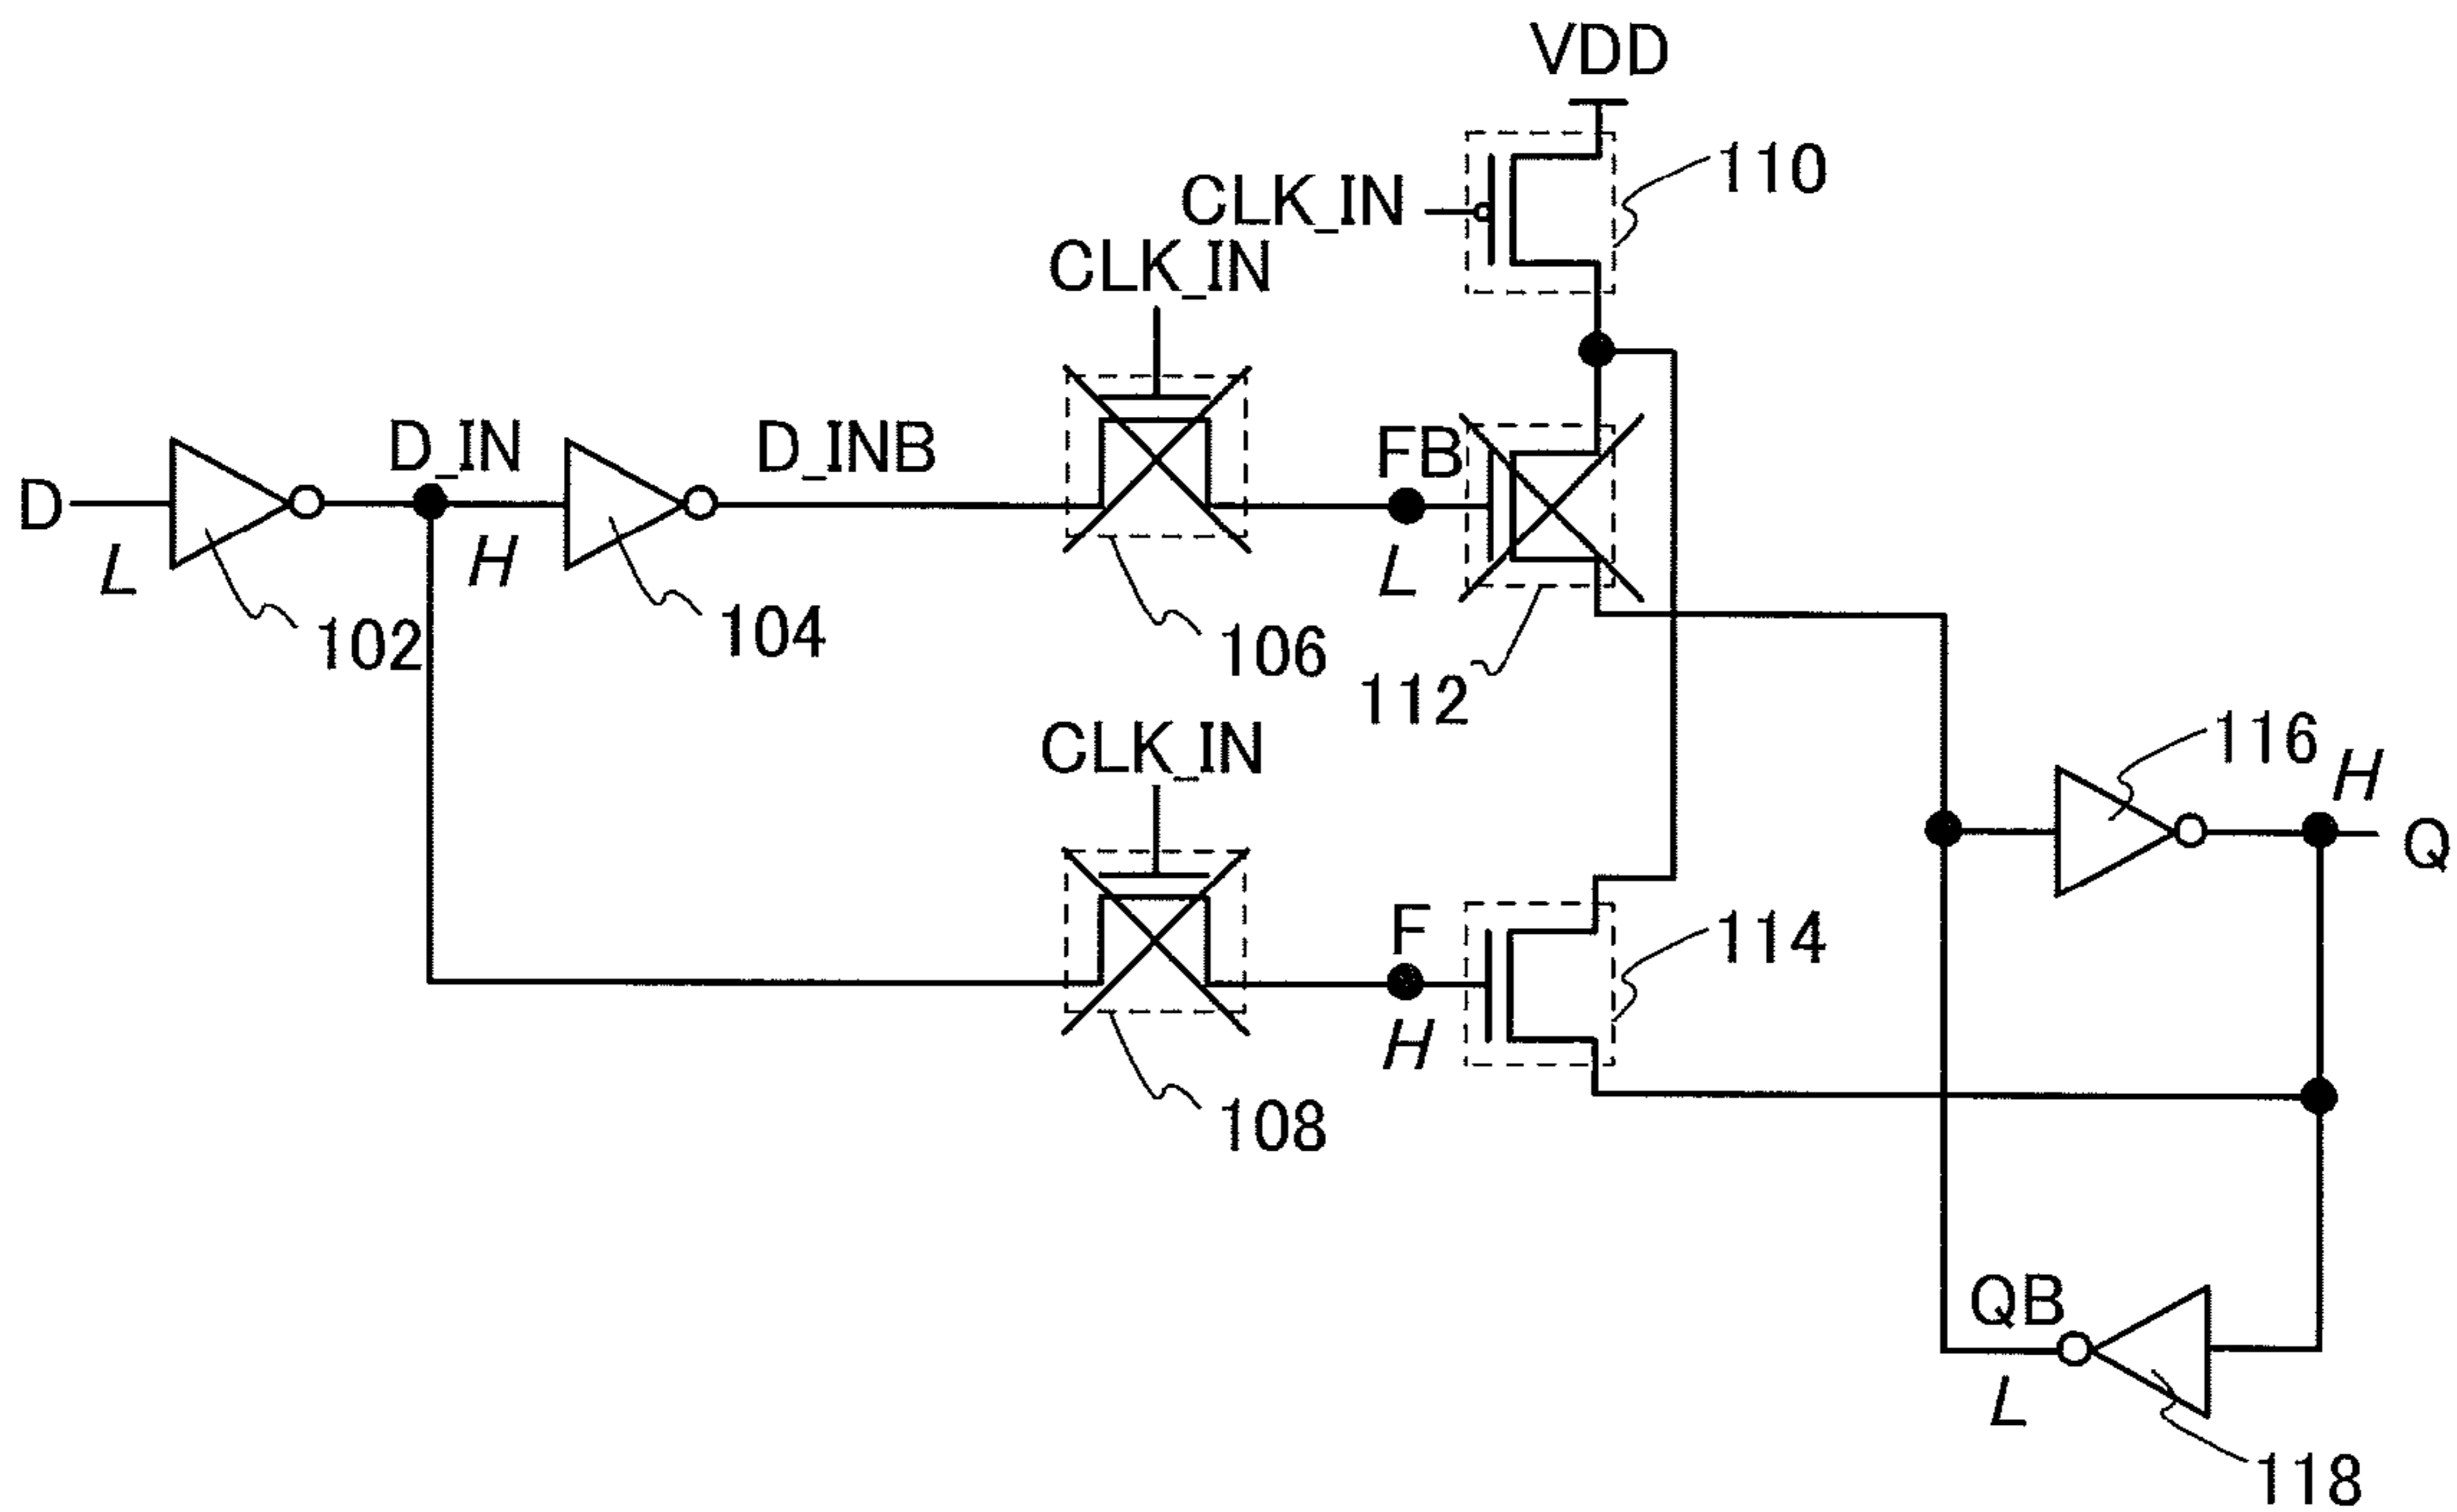 VDD
110
CLK_IN
CLK_IN
D_IN
D_INB
FB
D
L
H
L
102
104
106
112
CLK_IN
116
H
Q
F
114
H
108
QB
L
118